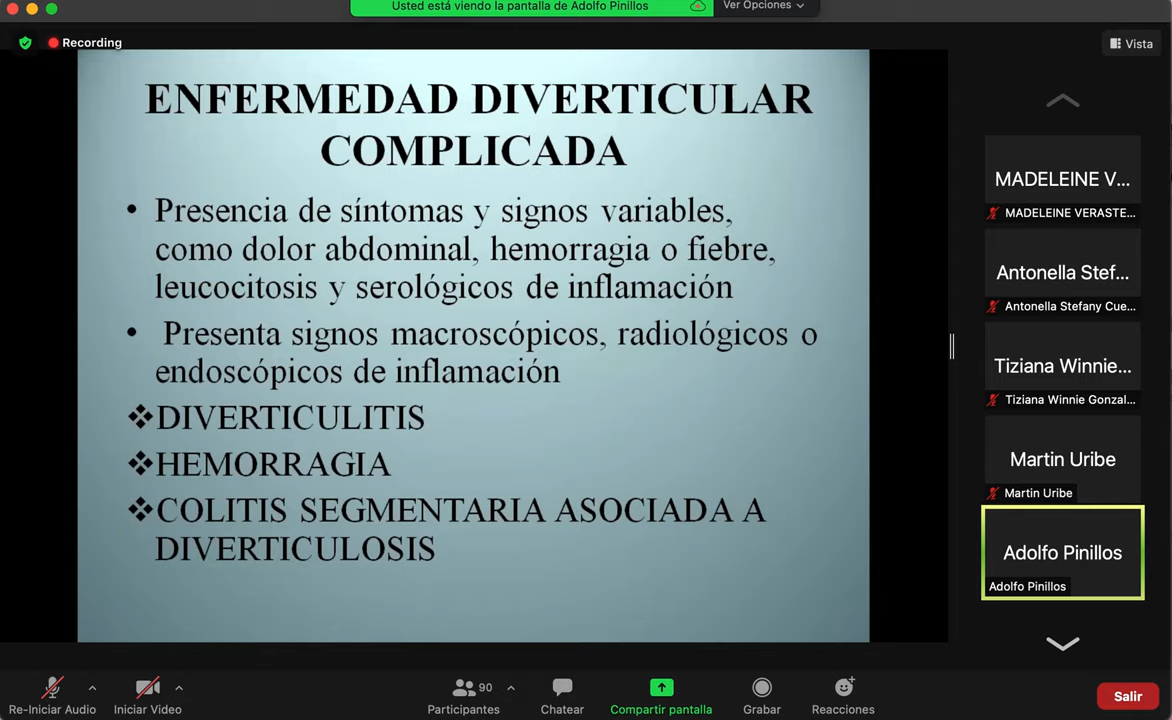 Usted está viendo la pantalla de Adolfo Pinillos
Ver Opciones
Recording
Vista
ENFERMEDAD DIVERTICULAR
COMPLICADA
• Presencia de síntomas y signos variables,
como dolor abdominal, hemorragia o fiebre,
leucocitosis y serológicos de inflamación
• Presenta signos macroscópicos, radiológicos o
endoscópicos de inflamación
❖DIVERTICULITIS
❖HEMORRAGIA
❖COLITIS SEGMENTARIA ASOCIADA A
DIVERTICULOSIS
MADELEINE V...
MADELEINE VERASTE...
Antonella Stef...
Antonella Stefany Cue...
Tiziana Winnie...
Tiziana Winnie Gonzal...
Martin Uribe
Martin Uribe
Adolfo Pinillos
Adolfo Pinillos
Re-Iniciar Audio
Iniciar Video
90
Participantes
Chatear
Compartir pantalla
Grabar
Reacciones
Salir